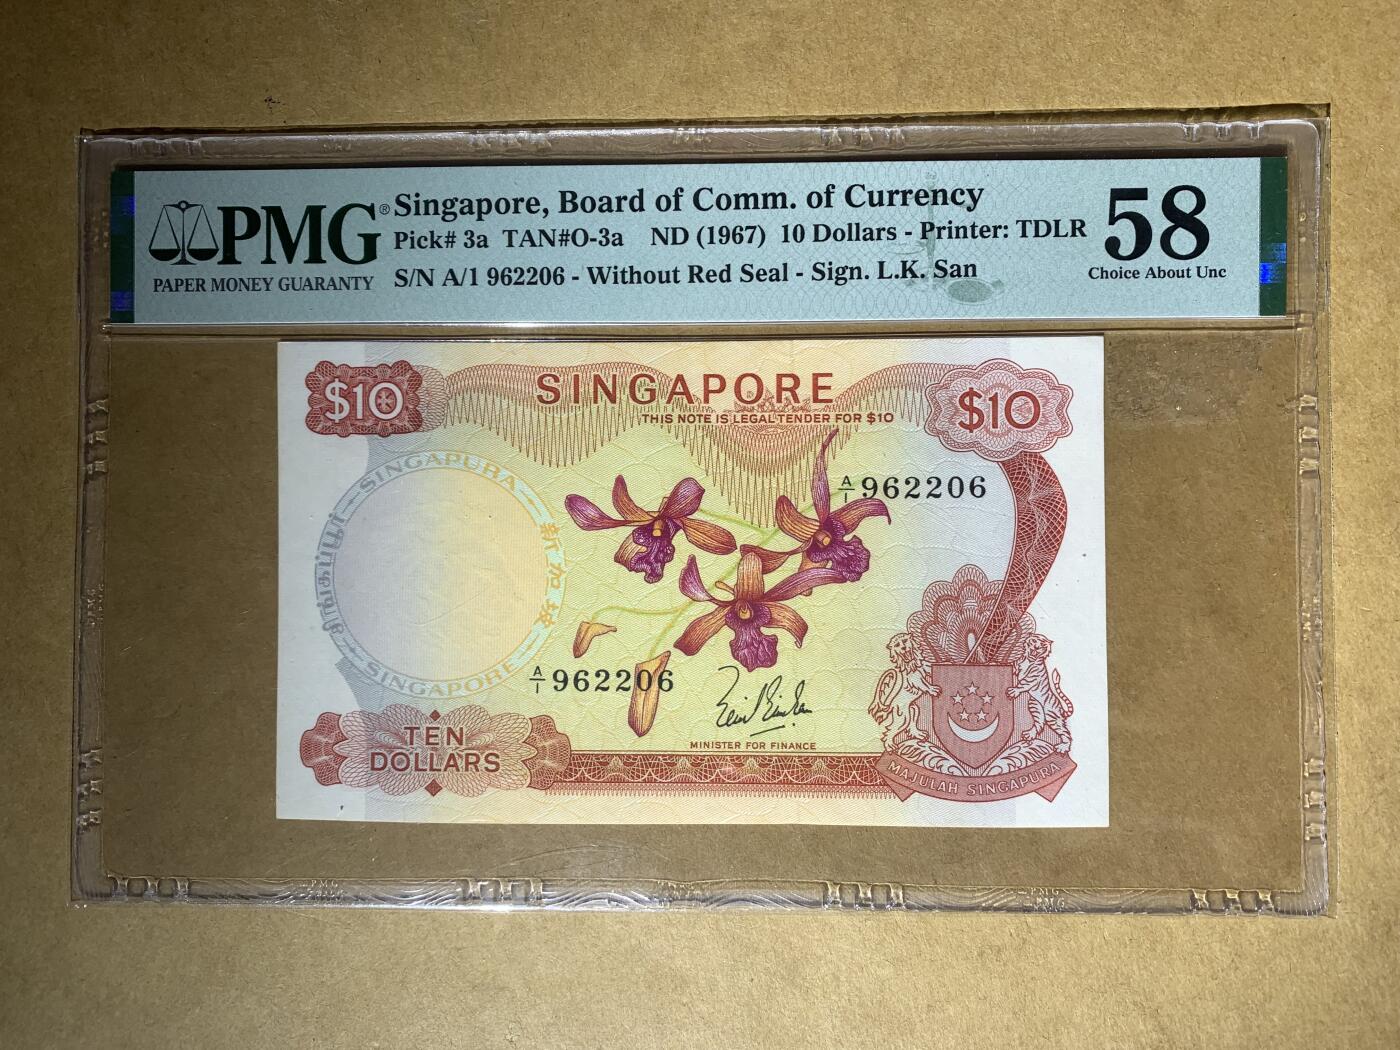 PMG®
PAPER MONEY GUARANTY
Singapore, Board of Comm. of Currency
Pick# 3a TAN#O-3a ND (1967) 10 Dollars - Printer: TDLR
S/N A/1 962206 - Without Red Seal - Sign. L.K. San
58
Choice About Unc
$10
SINGAPORE
THIS NOTE IS LEGAL TENDER FOR $10
$10
A/1 962206
SINGAPURA
சிங்கப்பூர்
新加坡
SINGAPORE
A/1 962206
MINISTER FOR FINANCE
TEN
DOLLARS
MAJULAH SINGAPURA